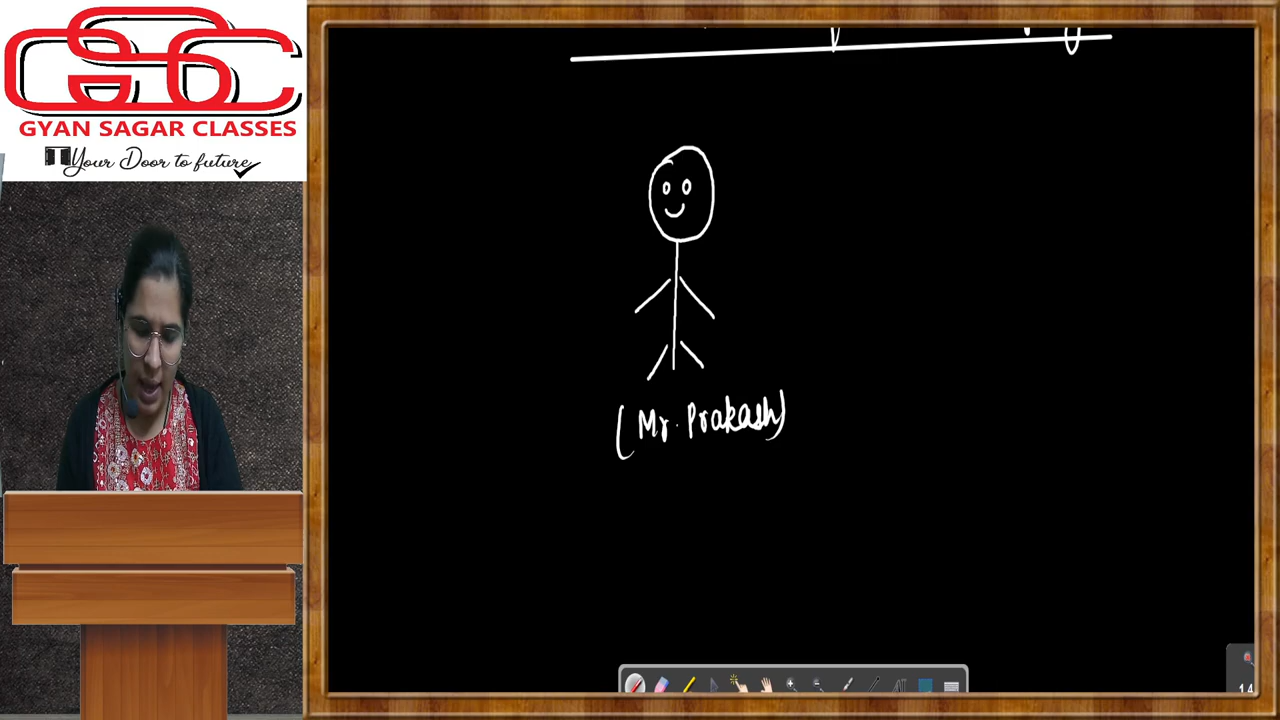 GSC
GYAN SAGAR CLASSES
Your Door to future
(Mr. Prakash)